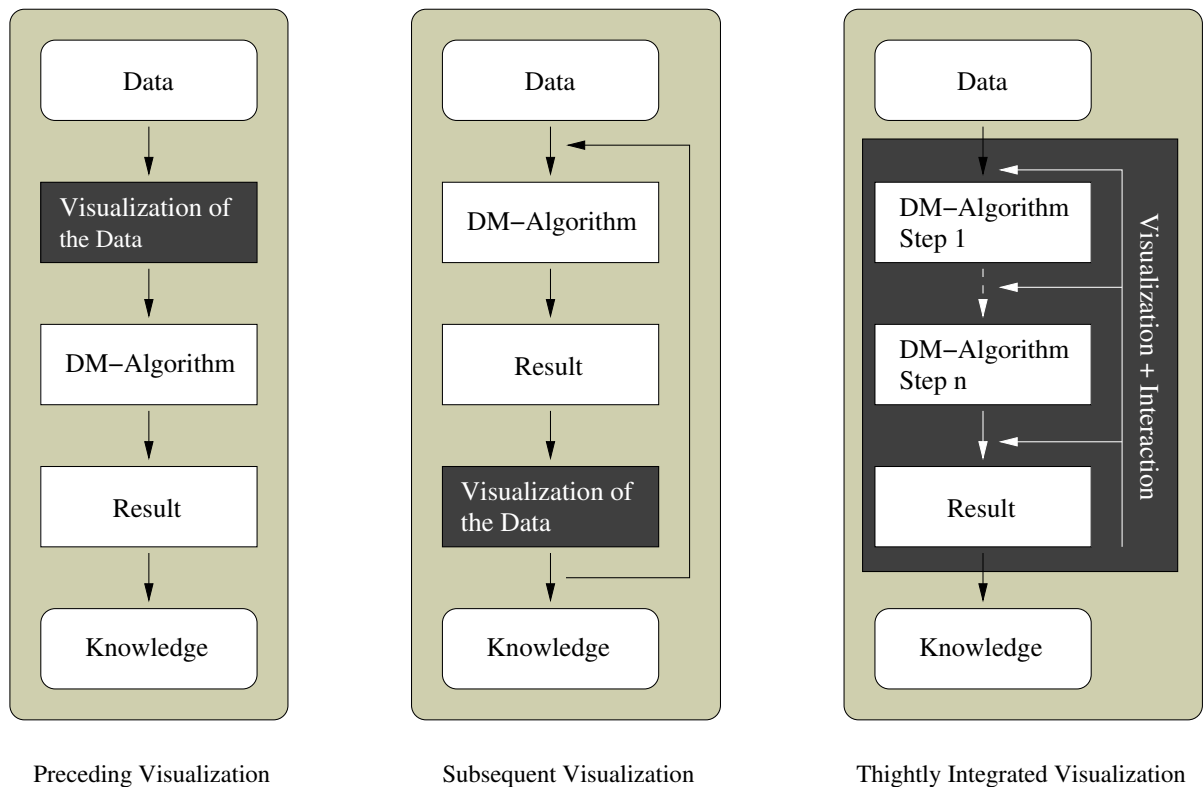 Data
Visualization of
the Data
DM−Algorithm
Result
Knowledge
Preceding Visualization
Data
DM−Algorithm
Result
Visualization of
the Data
Knowledge
Subsequent Visualization
Data
DM−Algorithm
Step 1
DM−Algorithm
Step n
Result
Visualization + Interaction
Knowledge
Thightly Integrated Visualization